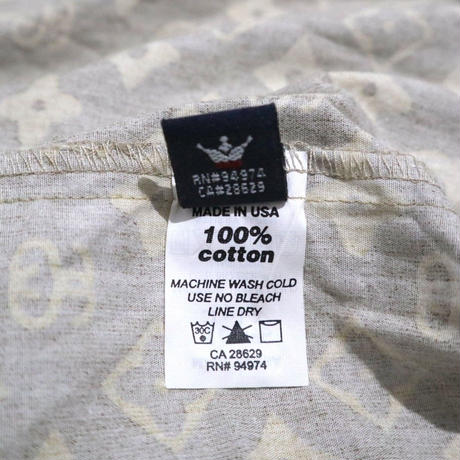 RN#94974
CA#28629
MADE IN USA
100%
cotton
MACHINE WASH COLD
USE NO BLEACH
LINE DRY
30C
CA 28629
RN# 94974